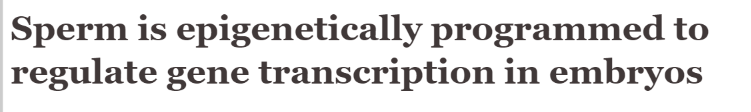 Sperm is epigenetically programmed to
regulate gene transcription in embryos